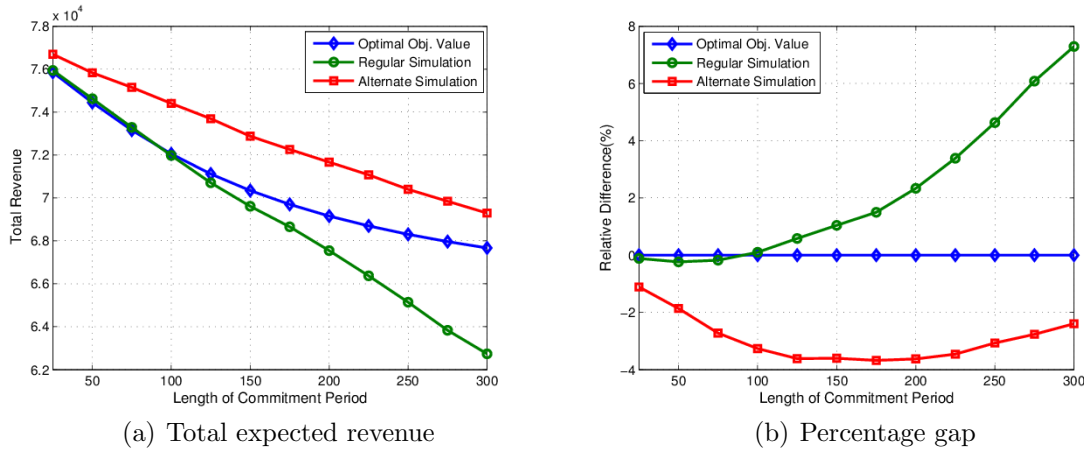 x 10⁴
7.8
7.6
7.4
7.2
7
6.8
6.6
6.4
6.2
Total Revenue
Optimal Obj. Value
Regular Simulation
Alternate Simulation
50 100 150 200 250 300
Length of Commitment Period
(a) Total expected revenue
8
6
4
2
0
−2
−4
Relative Difference(%)
Optimal Obj. Value
Regular Simulation
Alternate Simulation
50 100 150 200 250 300
Length of Commitment Period
(b) Percentage gap